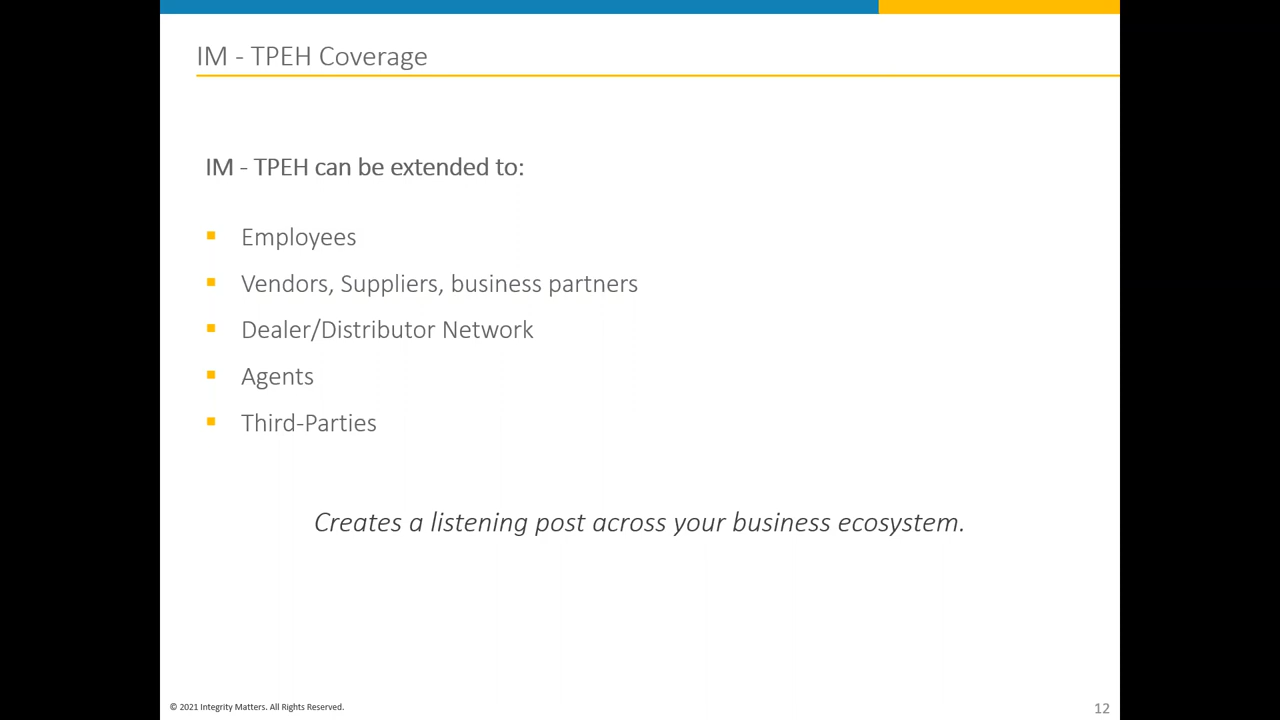 IM - TPEH Coverage
IM - TPEH can be extended to:
Employees
Vendors, Suppliers, business partners
Dealer/Distributor Network
Agents
Third-Parties
Creates a listening post across your business ecosystem.
© 2021 Integrity Matters. All Rights Reserved.
12